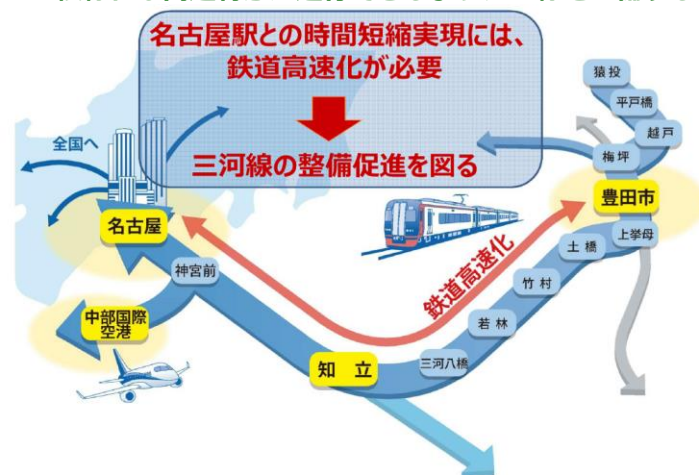 名古屋駅との時間短縮実現には、
鉄道高速化が必要
三河線の整備促進を図る
全国へ
猿投
平戸橋
越戸
梅坪
豊田市
上挙母
土橋
竹村
若林
三河八橋
知立
鉄道高速化
名古屋
神宮前
中部国際
空港